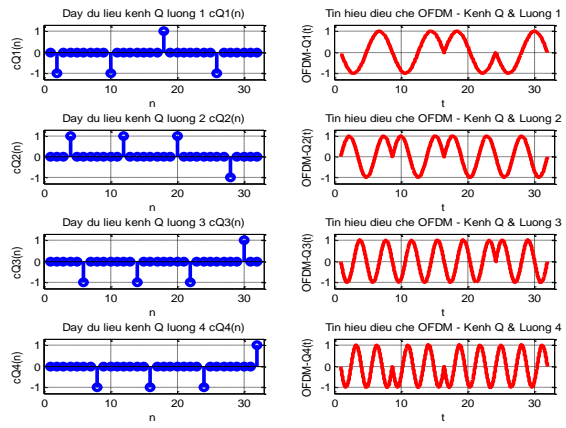 Day du lieu kenh Q luong 1 cQ1(n)
Tin hieu dieu che OFDM - Kenh Q & Luong 1
cQ1(n)
1
0
-1
0 10 20 30
n
OFDM-Q1(t)
1
0
-1
0 10 20 30
t
Day du lieu kenh Q luong 2 cQ2(n)
Tin hieu dieu che OFDM - Kenh Q & Luong 2
cQ2(n)
1
0
-1
0 10 20 30
n
OFDM-Q2(t)
1
0
-1
0 10 20 30
t
Day du lieu kenh Q luong 3 cQ3(n)
Tin hieu dieu che OFDM - Kenh Q & Luong 3
cQ3(n)
1
0
-1
0 10 20 30
n
OFDM-Q3(t)
1
0
-1
0 10 20 30
t
Day du lieu kenh Q luong 4 cQ4(n)
Tin hieu dieu che OFDM - Kenh Q & Luong 4
cQ4(n)
1
0
-1
0 10 20 30
n
OFDM-Q4(t)
1
0
-1
0 10 20 30
t